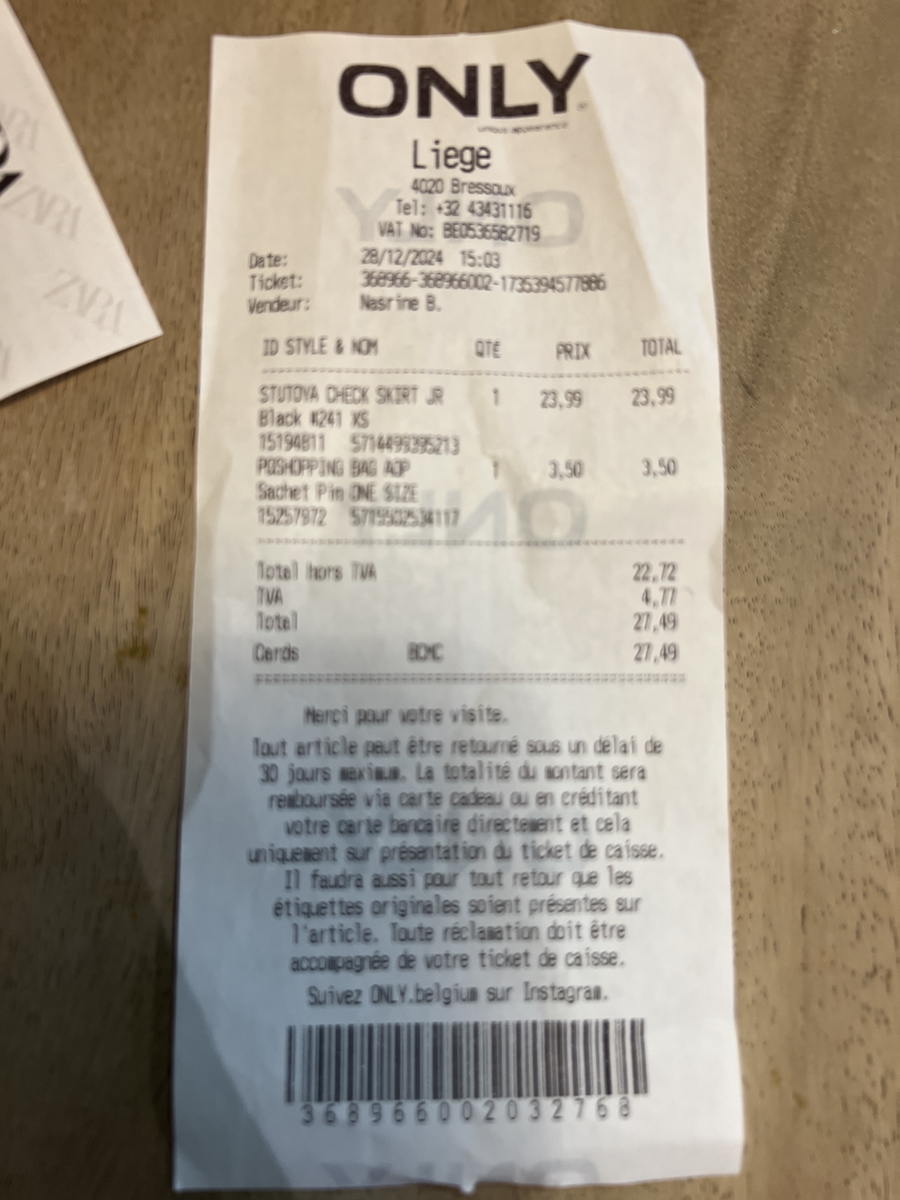 ONLY
Liege
4020 Bressoux
Tel: +32 43431116
VAT No: BE0536582719
Date: 28/12/2024 15:03
Ticket: 368966-368966002-1735394577886
Vendeur: Nasrine B.
ID STYLE & NOM QTE PRIX TOTAL
STUTOVA CHECK SKIRT JR 1 23,99 23,99
Black #241 XS
15194811 5714499395213
PGSHOPPING BAG AOP 1 3,50 3,50
Sachet Pim ONE SIZE
15257972 5715502534117
Total hors TVA 22,72
TVA 4,77
Total 27,49
Cards BCMC 27,49
Merci pour votre visite.
Tout article peut être retourné sous un délai de
30 jours maximum. La totalité du montant sera
remboursée via carte cadeau ou en créditant
votre carte bancaire directement et cela
uniquement sur présentation du ticket de caisse.
Il faudra aussi pour tout retour que les
étiquettes originales soient présentes sur
l'article. Toute réclamation doit être
accompagnée de votre ticket de caisse.
Suivez ONLY.belgium sur Instagram.
368966002032768
ZARA
ZARA